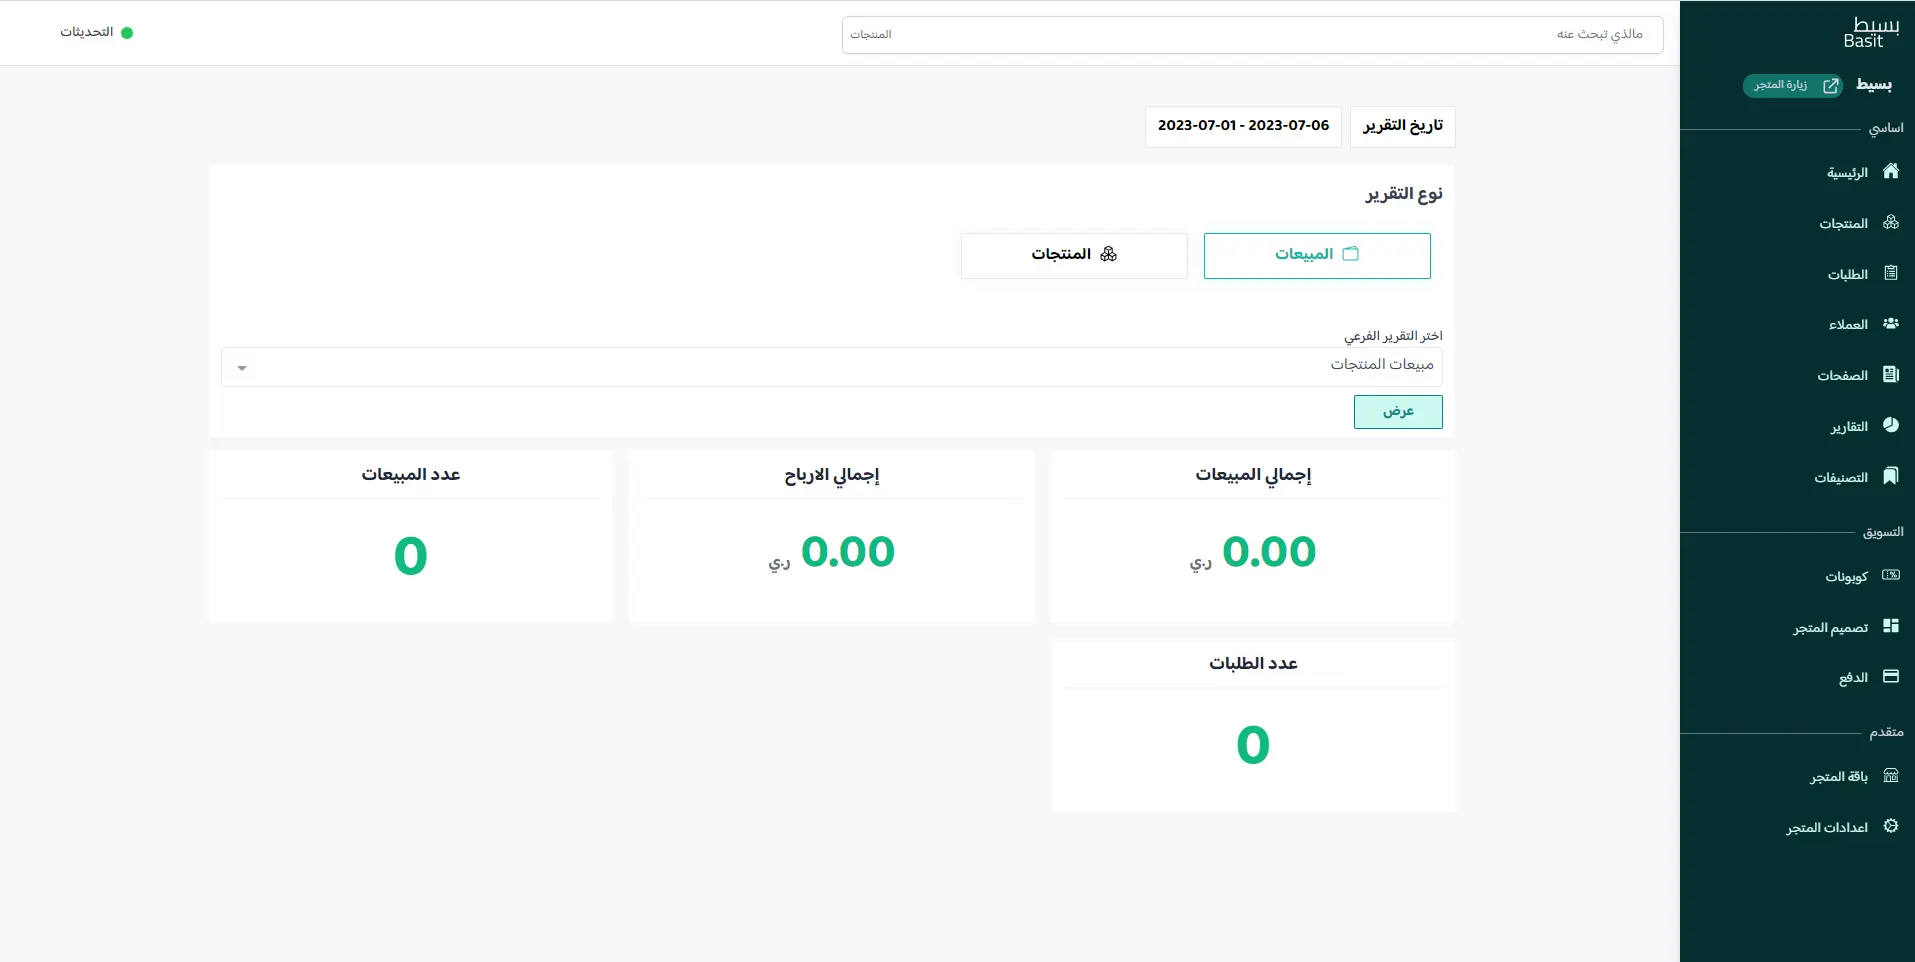 بسيط
Basit
بسيط
زيارة المتجر
اساسي
الرئيسية
المنتجات
الطلبات
العملاء
الصفحات
التقارير
التصنيفات
التسويق
كوبونات
تصميم المتجر
الدفع
متقدم
باقة المتجر
اعدادات المتجر
مالذي تبحث عنه
المنتجات
التحديثات
تاريخ التقرير
2023-07-01 - 2023-07-06
نوع التقرير
المبيعات
المنتجات
اختر التقرير الفرعي
مبيعات المنتجات
عرض
إجمالي المبيعات
0.00 ر.ي
إجمالي الارباح
0.00 ر.ي
عدد المبيعات
0
عدد الطلبات
0